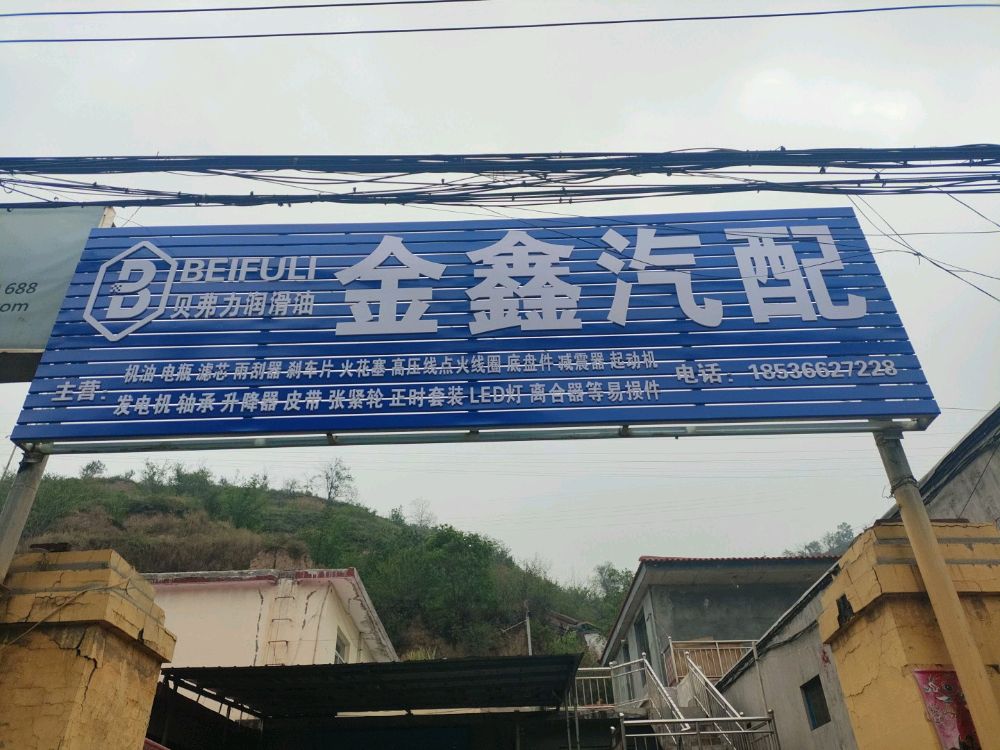 688
com
B
BEIFULI
贝弗力润滑油
金鑫汽配
主营:
机油 电瓶 滤芯 雨刮器 刹车片 火花塞 高压线点火线圈 底盘件 减震器 起动机
发电机 轴承 升降器 皮带 张紧轮 正时套装 LED灯 离合器等易损件
电话: 18536627228